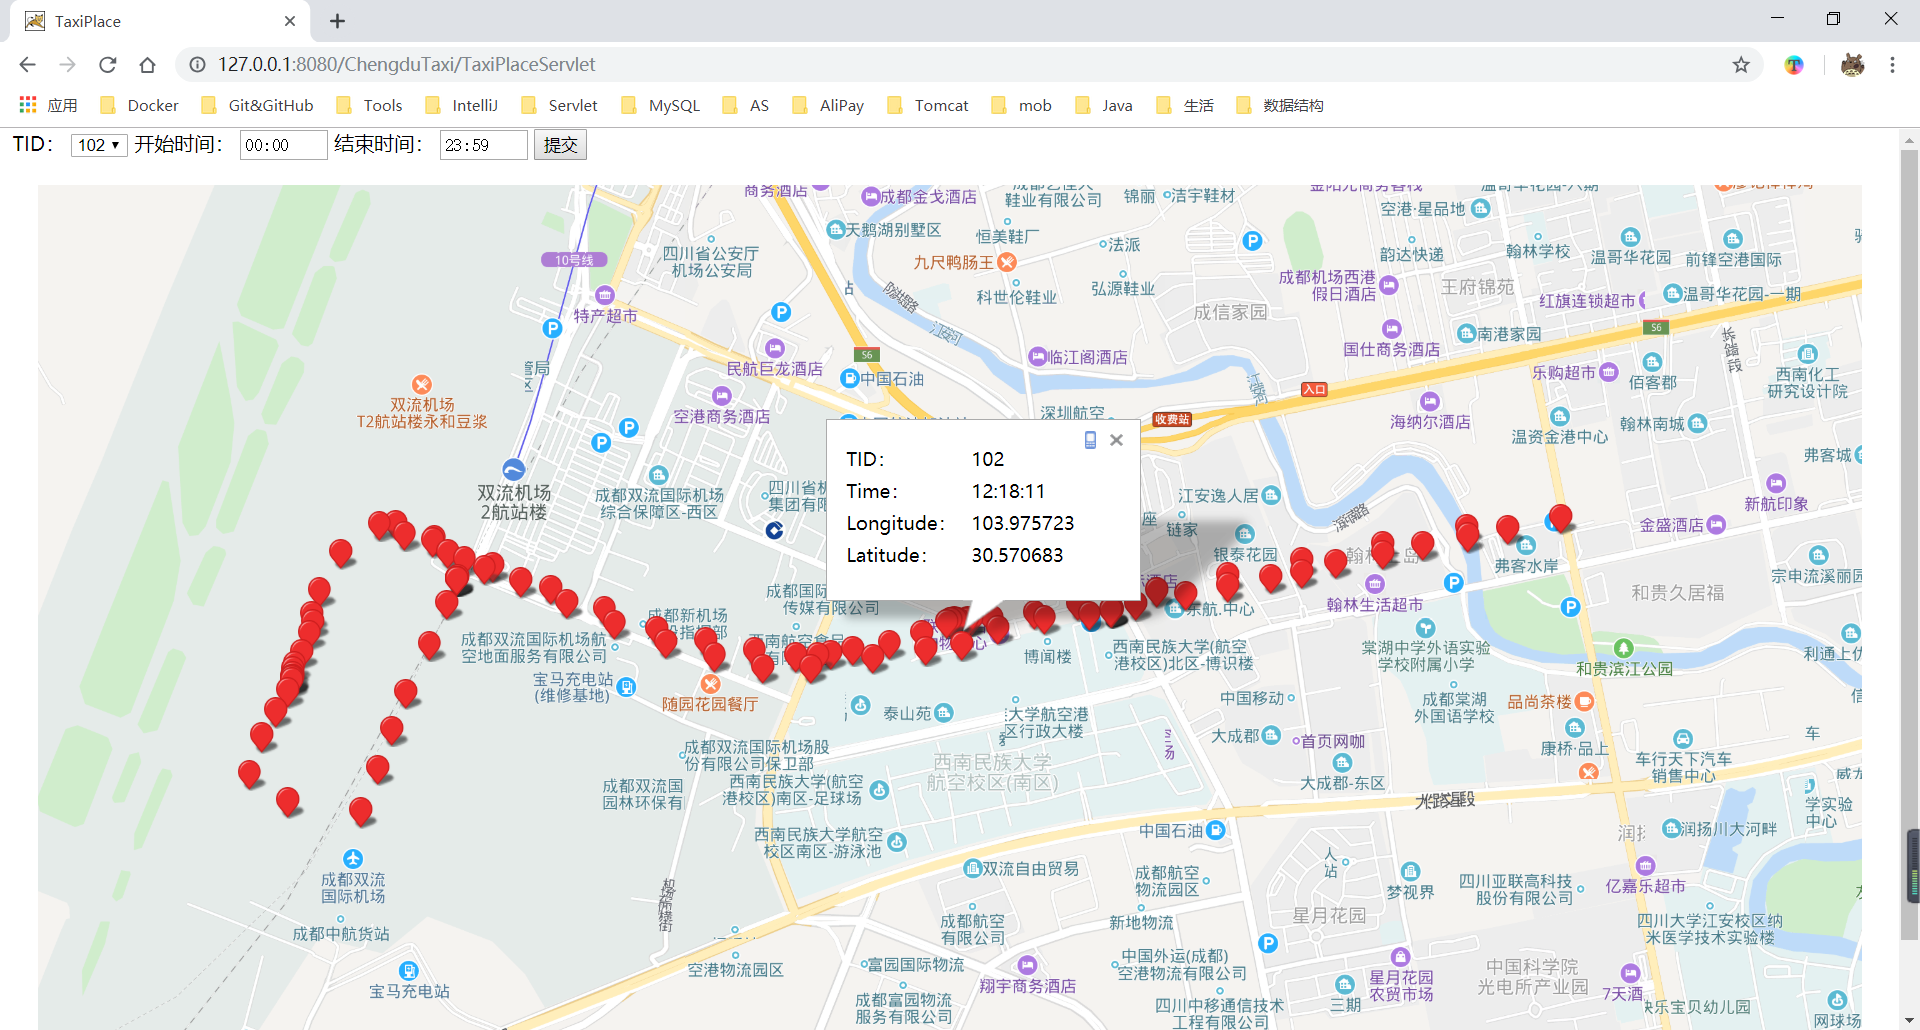 TaxiPlace
127.0.0.1:8080/ChengduTaxi/TaxiPlaceServlet
应用 Docker Git&GitHub Tools IntelliJ Servlet MySQL AS AliPay Tomcat mob Java 生活 数据结构
TID： 102 开始时间： 00:00 结束时间： 23:59 提交
商务酒店
成都金戈酒店
鞋业有限公司
锦丽
洁宇鞋材
空港·星品地
天鹅湖别墅区
恒美鞋厂
法派
四川省公安厅
机场公安局
10号线
九尺鸭肠王
韵达快递
翰林学校
温哥华花园
前锋空港国际
科世伦鞋业
弘源鞋业
成都机场西港
假日酒店
王府锦苑
红旗连锁超市
温哥华花园-一期
特产超市
江安河
成信家园
S6
南港家园
国仕商务酒店
民航巨龙酒店
S6
中国石油
临江阁酒店
乐购超市
佰客郡
西南化工
研究设计院
双流机场
T2航站楼永和豆浆
空港商务酒店
深圳航空
入口
收费站
海纳尔酒店
温资金港中心
翰林南城
弗客城
双流机场
2航站楼
成都双流国际机场
综合保障区-西区
四川省机
集团有限
TID： 102
Time： 12:18:11
Longitude： 103.975723
Latitude： 30.570683
江安逸人居
座
链家
银泰花园
新航印象
金盛酒店
弗客水岸
宗申流溪丽园
和贵久居福
翰林生活超市
成都国际
传媒有限公司
东航.中心
成都新机场
西南航空食品
成都双流国际机场航
空地面服务有限公司
博闻楼
西南民族大学(航空
港校区)北区-博识楼
棠湖中学外语实验
学校附属小学
和贵滨江公园
利通上优
宝马充电站
(维修基地)
随园花园餐厅
泰山苑
大学航空港
区行政大楼
中国移动
成都棠湖
外国语学校
品尚茶楼
大成郡
首页网咖
康桥·品上
车
车行天下汽车
销售中心
成都双流国际机场股
份有限公司保卫部
西南民族大学
航空校区(南区)
大成郡-东区
成都双流国
园林环保有
西南民族大学(航空
港校区)南区-足球场
学实验
中心
西南民族大学航空
校区南区-游泳池
中国石油
润扬
润扬川大河畔
成都双流
国际机场
双流自由贸易
成都航空
物流园区
人
站
梦视界
四川亚联高科技
股份有限公司
亿嘉乐超市
成都中航货站
成都航空
有限公司
新地物流
星月花园
四川大学江安校区纳
米医学技术实验楼
空港物流园区
富园国际物流
中国外运(成都)
空港物流有限公司
宝马充电站
翔宇商务酒店
星月花园
农贸市场
中国科学院
光电所产业园
7天酒
快乐宝贝幼儿园
成都富园物流
服务有限公司
四川中移通信技术
工程有限公司
三期
网球场